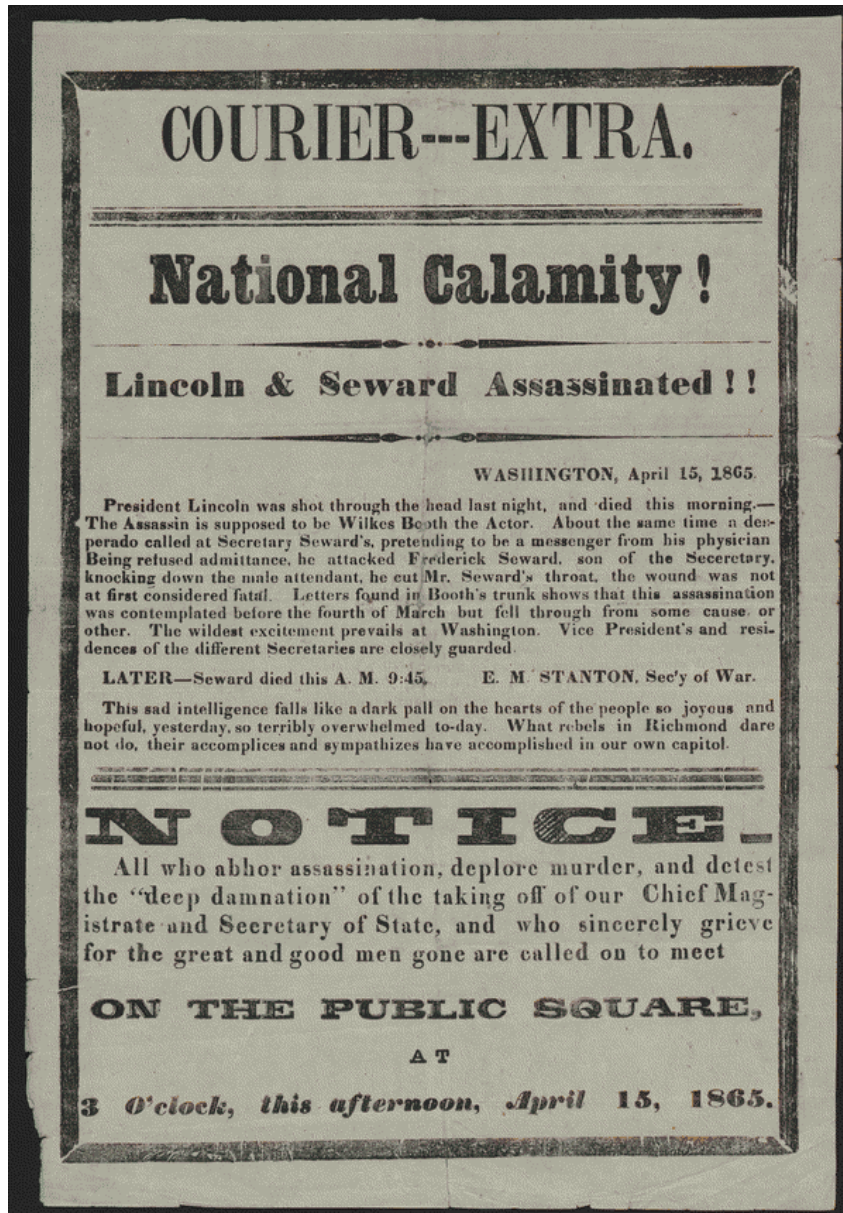 COURIER---EXTRA.
National Calamity!
Lincoln & Seward Assassinated!!
WASHINGTON, April 15, 1865.
President Lincoln was shot through the head last night, and died this morning.—
The Assassin is supposed to be Wilkes Booth the Actor. About the same time a des-
perado called at Secretary Seward's, pretending to be a messenger from his physician
Being refused admittance, he attacked Frederick Seward, son of the Seceretary,
knocking down the male attendant, he cut Mr. Seward's throat, the wound was not
at first considered fatal. Letters found in Booth's trunk shows that this assassination
was contemplated before the fourth of March but fell through from some cause or
other. The wildest excitement prevails at Washington. Vice President's and resi-
dences of the different Secretaries are closely guarded.
LATER—Seward died this A. M. 9:45. E. M. STANTON, Sec'y of War.
This sad intelligence falls like a dark pall on the hearts of the people so joyous and
hopeful, yesterday, so terribly overwhelmed to-day. What rebels in Richmond dare
not do, their accomplices and sympathizes have accomplished in our own capitol.
NOTICE.
All who abhor assassination, deplore murder, and detest
the "deep damnation" of the taking off of our Chief Mag-
istrate and Secretary of State, and who sincerely grieve
for the great and good men gone are called on to meet
ON THE PUBLIC SQUARE,
AT
3 O'clock, this afternoon, April 15, 1865.